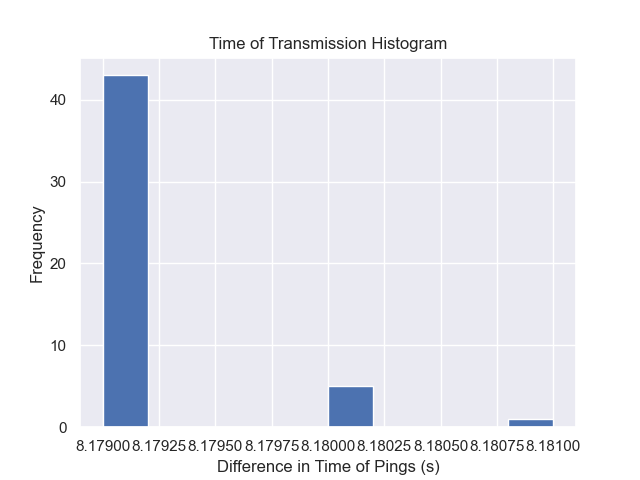 Time of Transmission Histogram
40
30
20
10
0
Frequency
8.17900 8.17925 8.17950 8.17975 8.18000 8.18025 8.18050 8.18075 8.18100
Difference in Time of Pings (s)